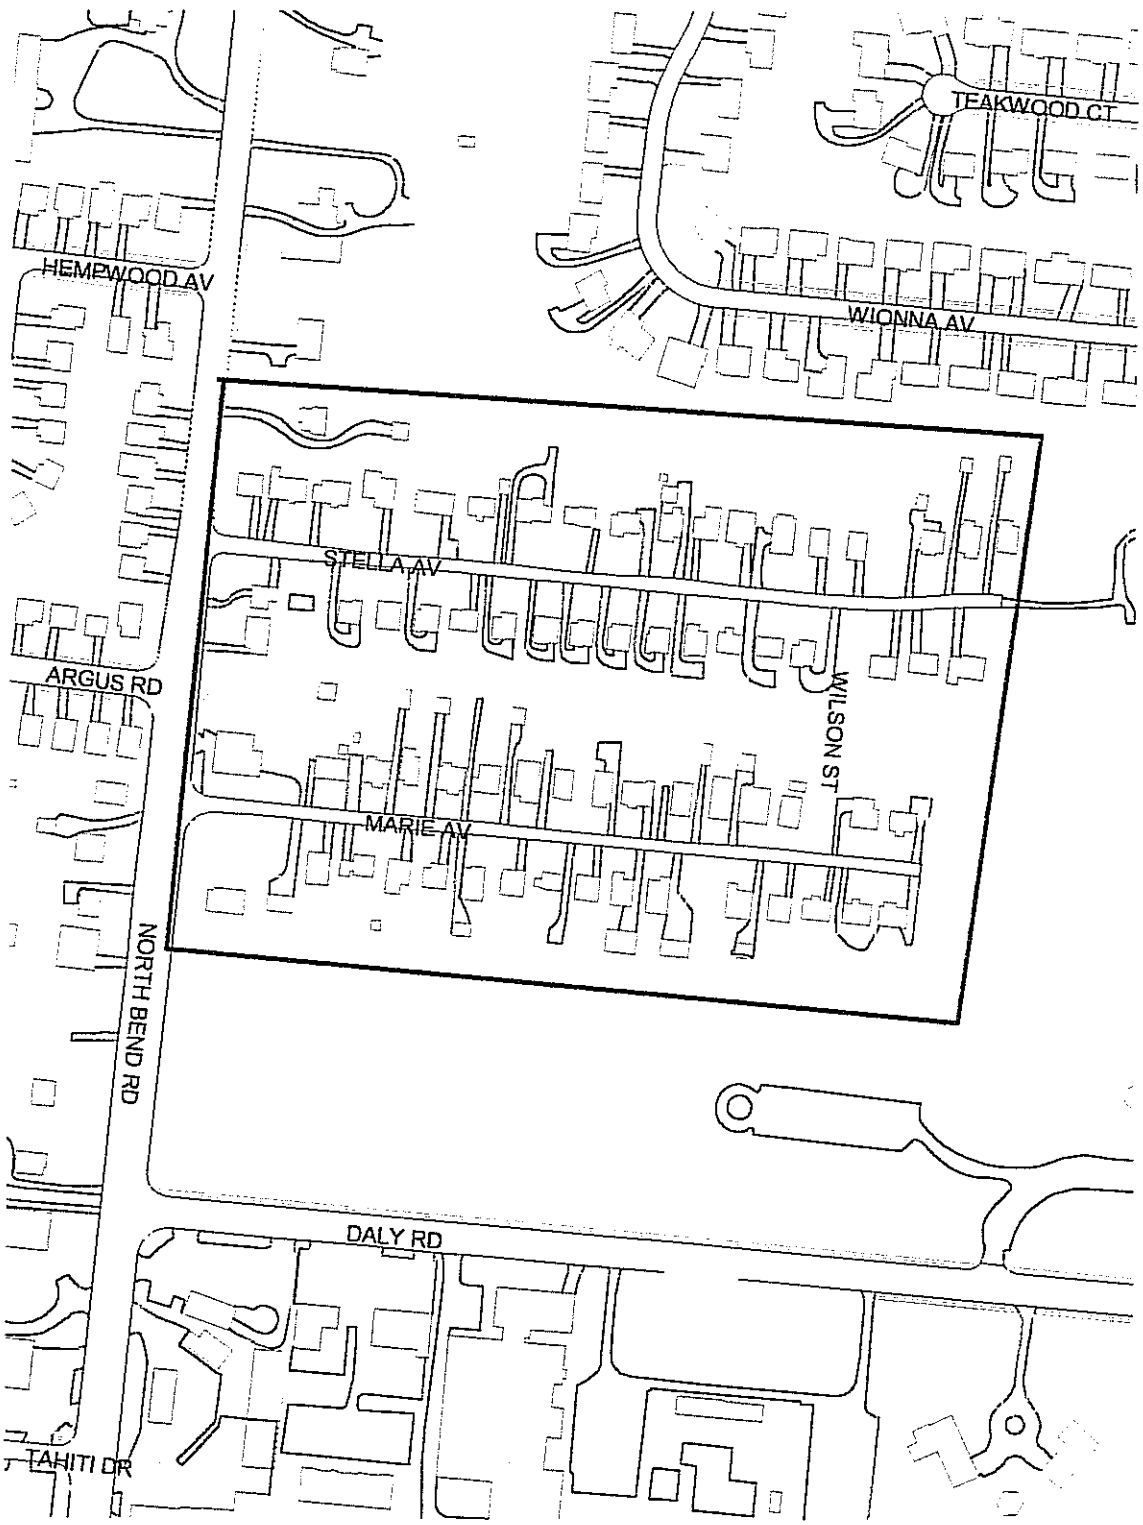 TEAKWOOD CT
HEMPWOOD AV
WIONNA AV
STELLA AV
ARGUS RD
WILSON ST
MARIE AV
NORTH BEND RD
DALY RD
TAHITI DR